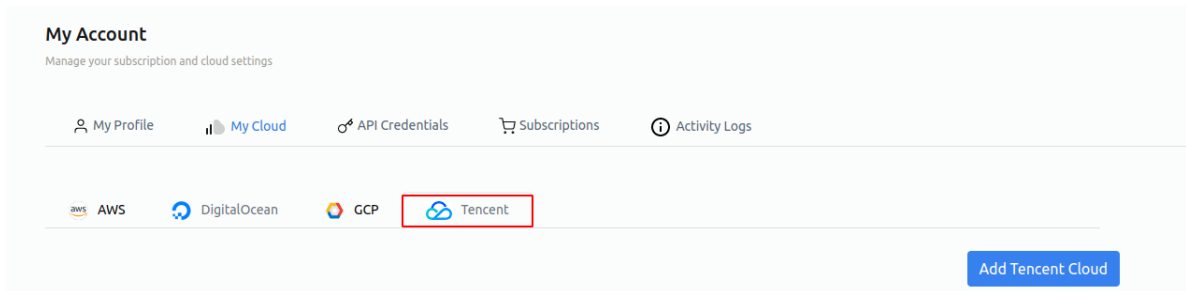 My Account
Manage your subscription and cloud settings
My Profile My Cloud API Credentials Subscriptions Activity Logs
aws AWS DigitalOcean GCP Tencent
Add Tencent Cloud